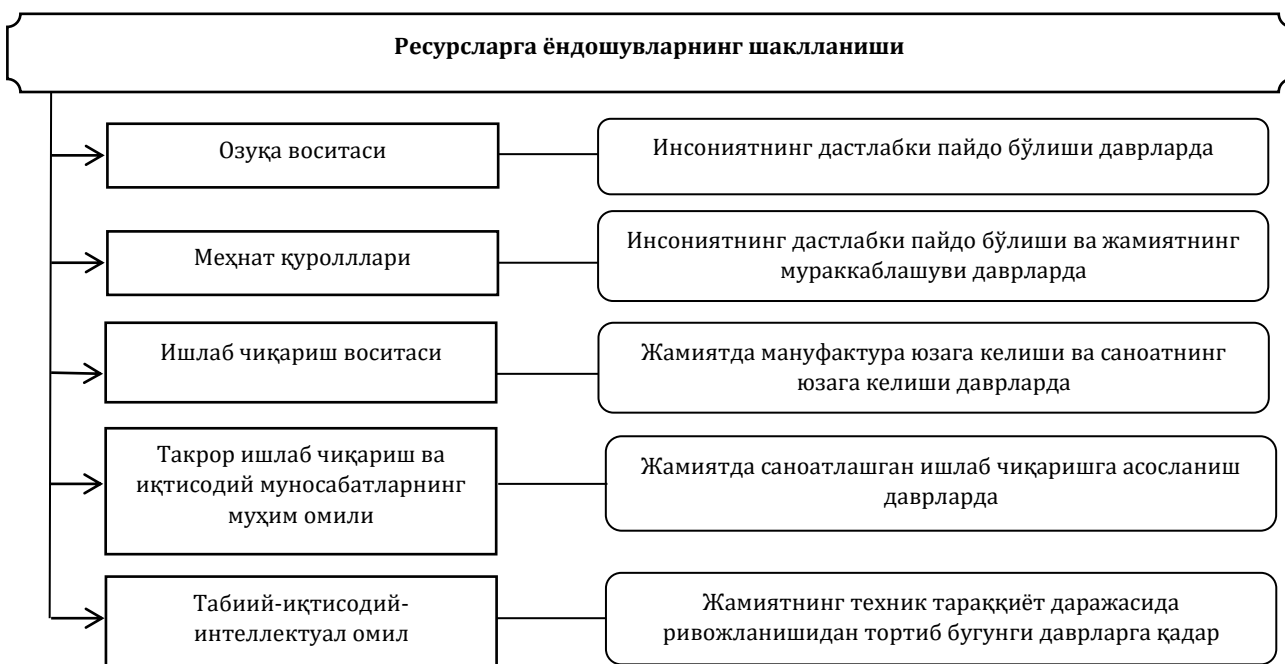 Ресурсларга ёндошувларнинг шаклланиши
Озуқа воситаси
Инсониятнинг дастлабки пайдо бўлиши даврларда
Меҳнат қуролллари
Инсониятнинг дастлабки пайдо бўлиши ва жамиятнинг
мураккаблашуви даврларда
Ишлаб чиқариш воситаси
Жамиятда мануфактура юзага келиши ва саноатнинг
юзага келиши даврларда
Такрор ишлаб чиқариш ва
иқтисодий муносабатларнинг
муҳим омили
Жамиятда саноатлашган ишлаб чиқаришга асосланиш
даврларда
Табиий-иқтисодий-
интеллектуал омил
Жамиятнинг техник тараққиёт даражасида
ривожланишидан тортиб бугунги даврларга қадар